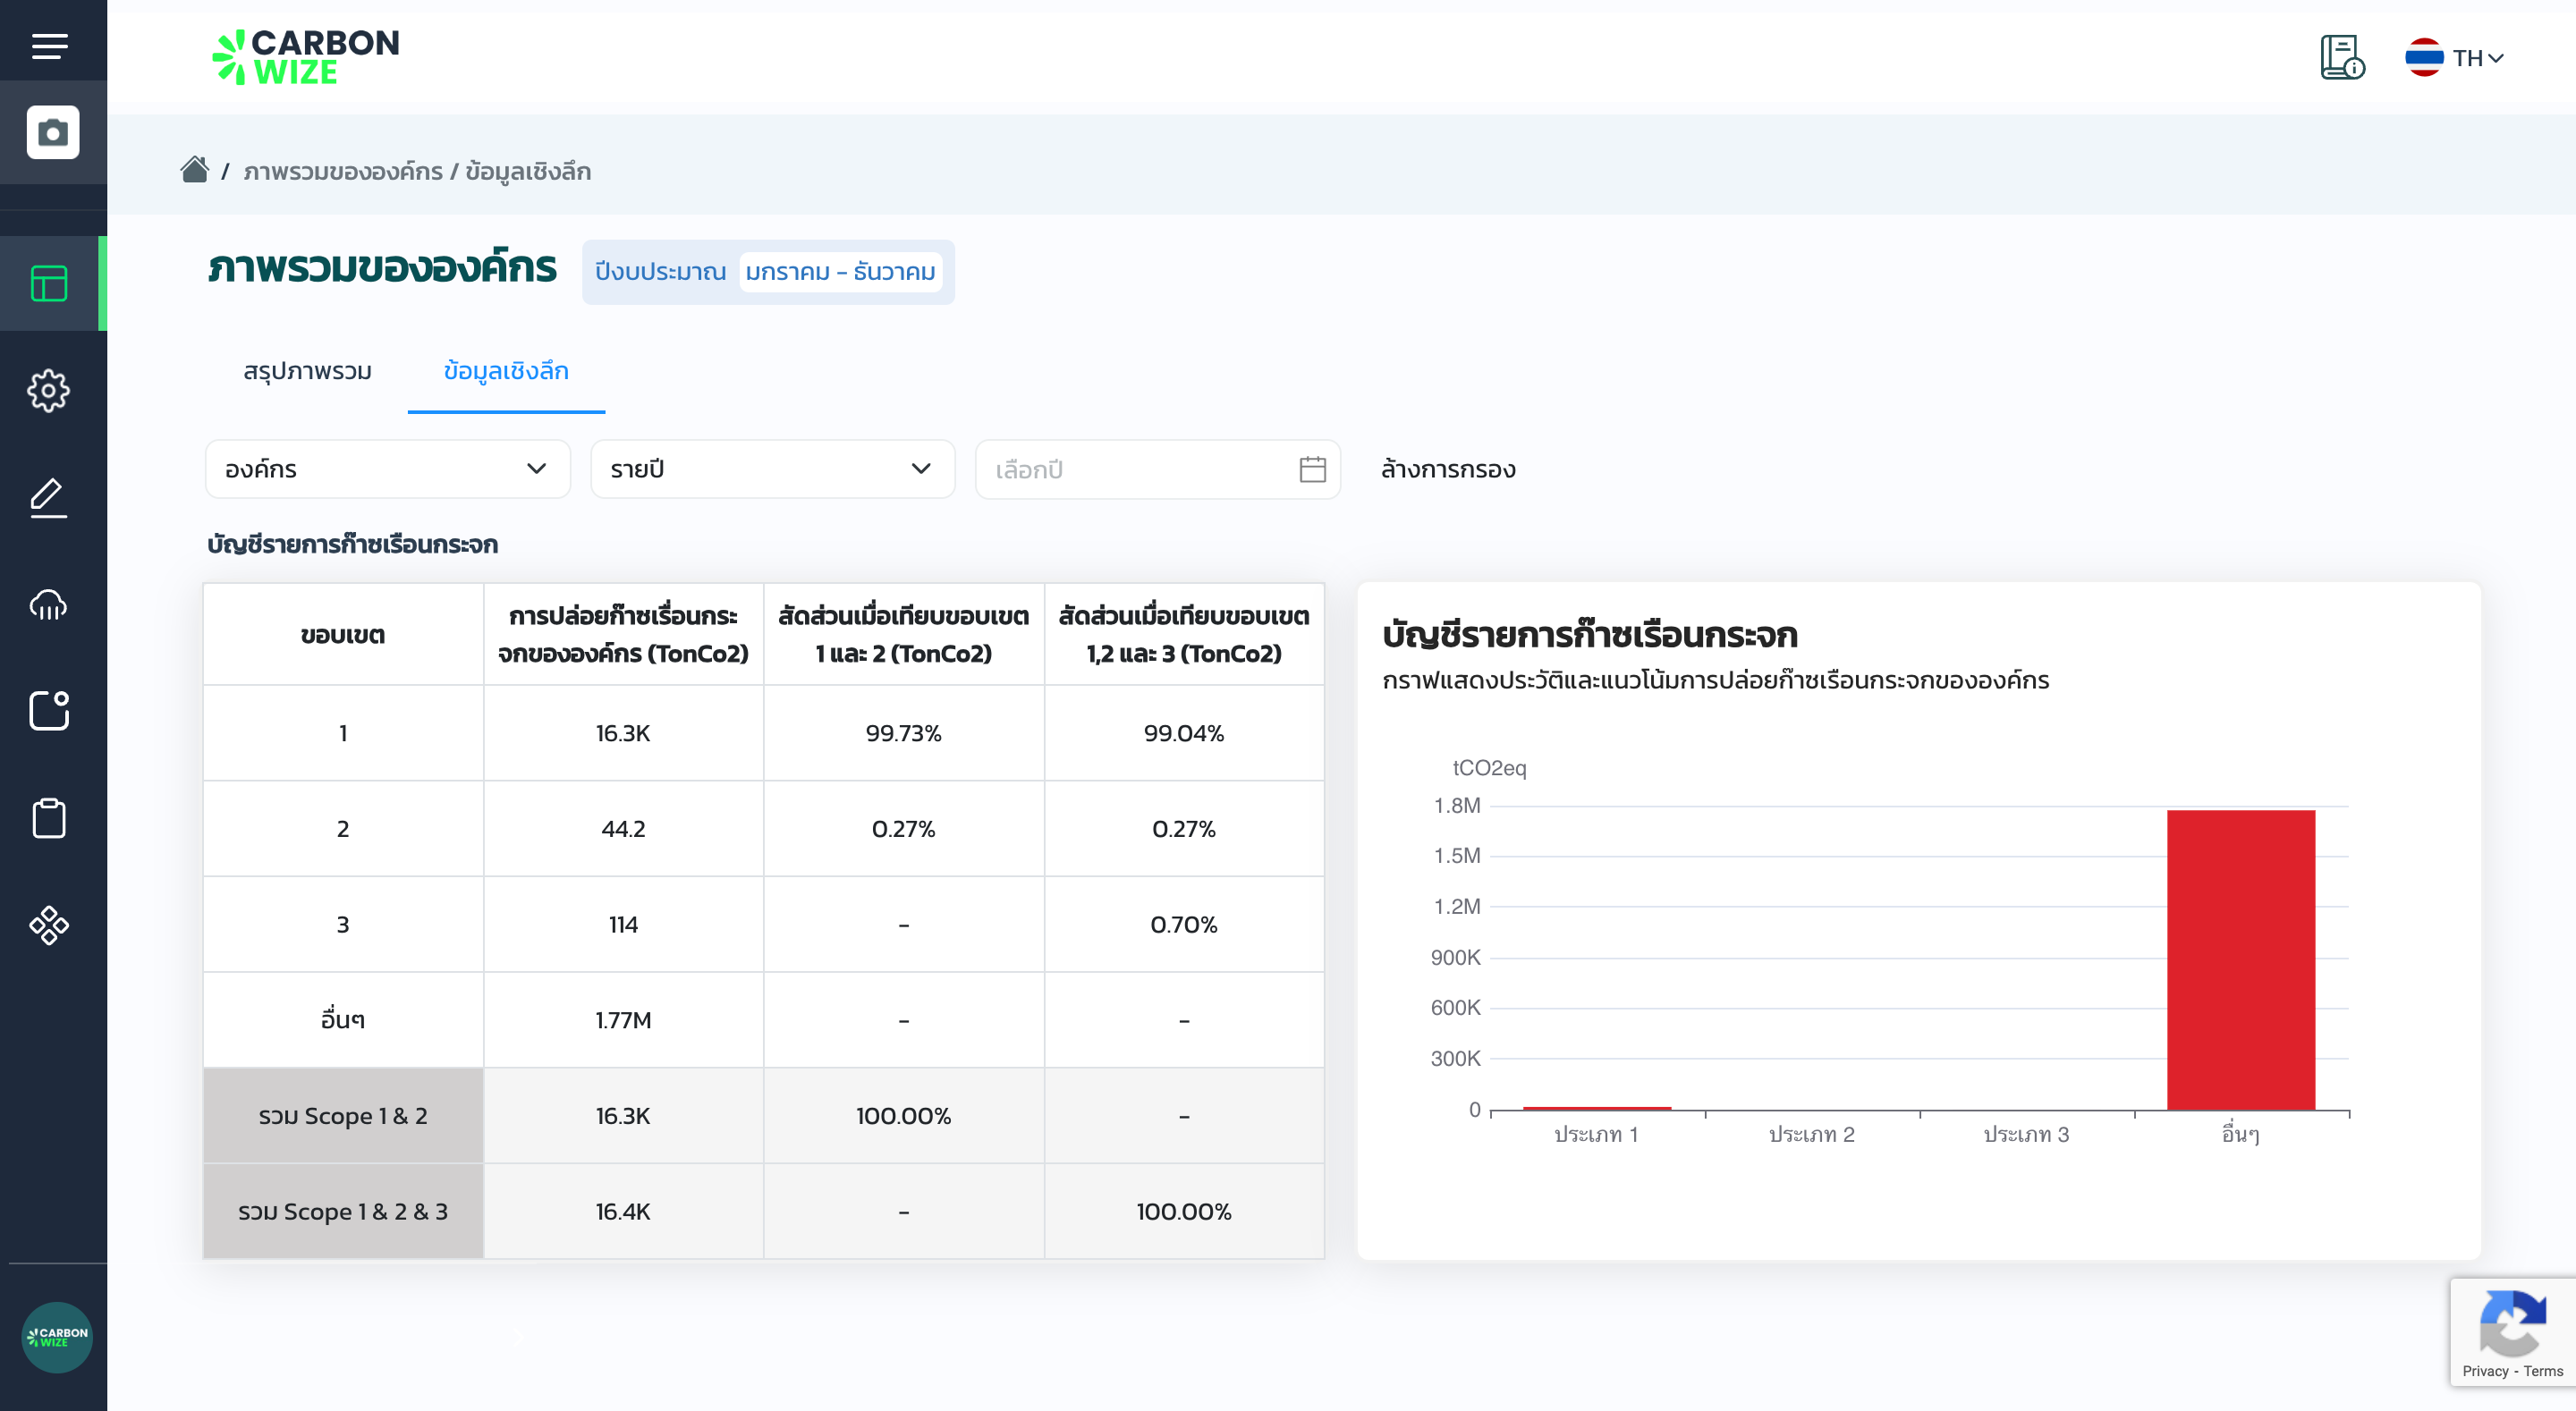 CARBON
WIZE
TH
/ ภาพรวมขององค์กร / ข้อมูลเชิงลึก
ภาพรวมขององค์กร
ปีงบประมาณ มกราคม - ธันวาคม
สรุปภาพรวม
ข้อมูลเชิงลึก
องค์กร
รายปี
เลือกปี
ล้างการกรอง
บัญชีรายการก๊าซเรือนกระจก
ขอบเขต
การปล่อยก๊าซเรื่อนกระ
จกขององค์กร (TonCo2)
สัดส่วนเมื่อเทียบขอบเขต
1 และ 2 (TonCo2)
สัดส่วนเมื่อเทียบขอบเขต
1,2 และ 3 (TonCo2)
1 16.3K 99.73% 99.04%
2 44.2 0.27% 0.27%
3 114 - 0.70%
อื่นๆ 1.77M - -
รวม Scope 1 & 2 16.3K 100.00% -
รวม Scope 1 & 2 & 3 16.4K - 100.00%
บัญชีรายการก๊าซเรือนกระจก
กราฟแสดงประวัติและแนวโน้มการปล่อยก๊าซเรือนกระจกขององค์กร
tCO2eq
1.8M
1.5M
1.2M
900K
600K
300K
0
ประเภท 1
ประเภท 2
ประเภท 3
อื่นๆ
CARBON
WIZE
Privacy - Terms